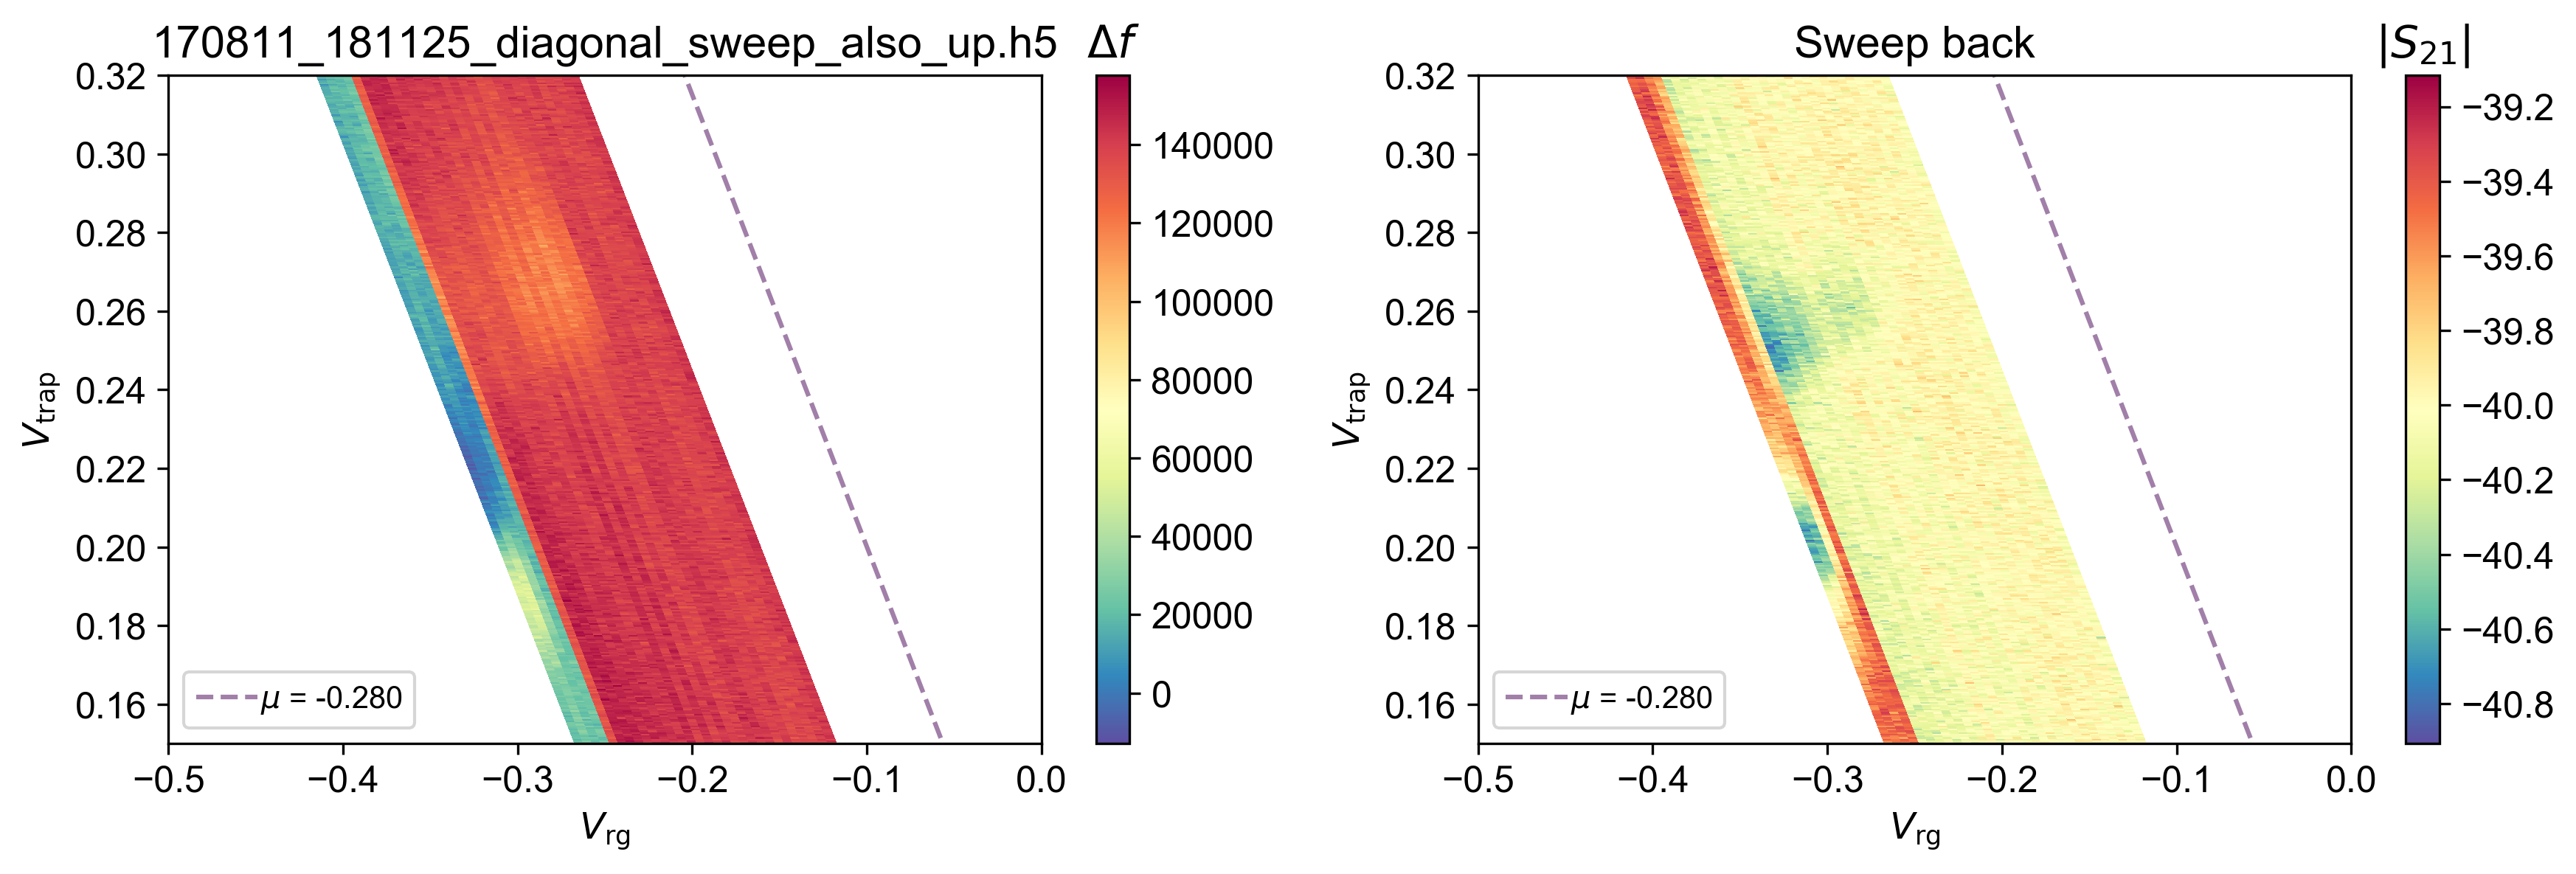 170811_181125_diagonal_sweep_also_up.h5
Δf
0.32
0.30
0.28
0.26
0.24
0.22
0.20
0.18
0.16
V_trap
μ = -0.280
−0.5 −0.4 −0.3 −0.2 −0.1 0.0
V_rg
140000
120000
100000
80000
60000
40000
20000
0
Sweep back
|S_21|
0.32
0.30
0.28
0.26
0.24
0.22
0.20
0.18
0.16
V_trap
μ = -0.280
−0.5 −0.4 −0.3 −0.2 −0.1 0.0
V_rg
−39.2
−39.4
−39.6
−39.8
−40.0
−40.2
−40.4
−40.6
−40.8